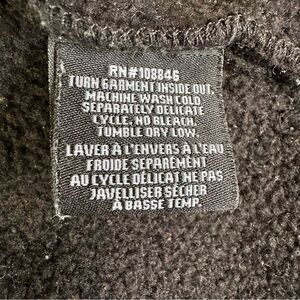 RN#108846
TURN GARMENT INSIDE OUT.
MACHINE WASH COLD
SEPARATELY DELICATE
CYCLE. NO BLEACH.
TUMBLE DRY LOW.
LAVER À L'ENVERS À L'EAU
FROIDE SEPAREMENT
AU CYCLE DÉLICAT NE PAS
JAVELLISER SÉCHER
À BASSE TEMP.